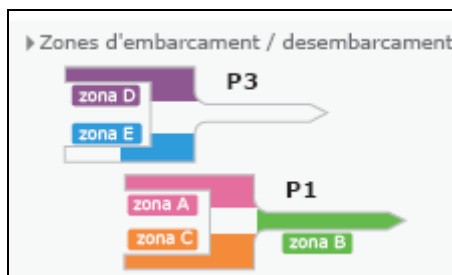 Zones d'embarcament / desembarcament
P3
zona D
zona E
P1
zona A
zona C
zona B